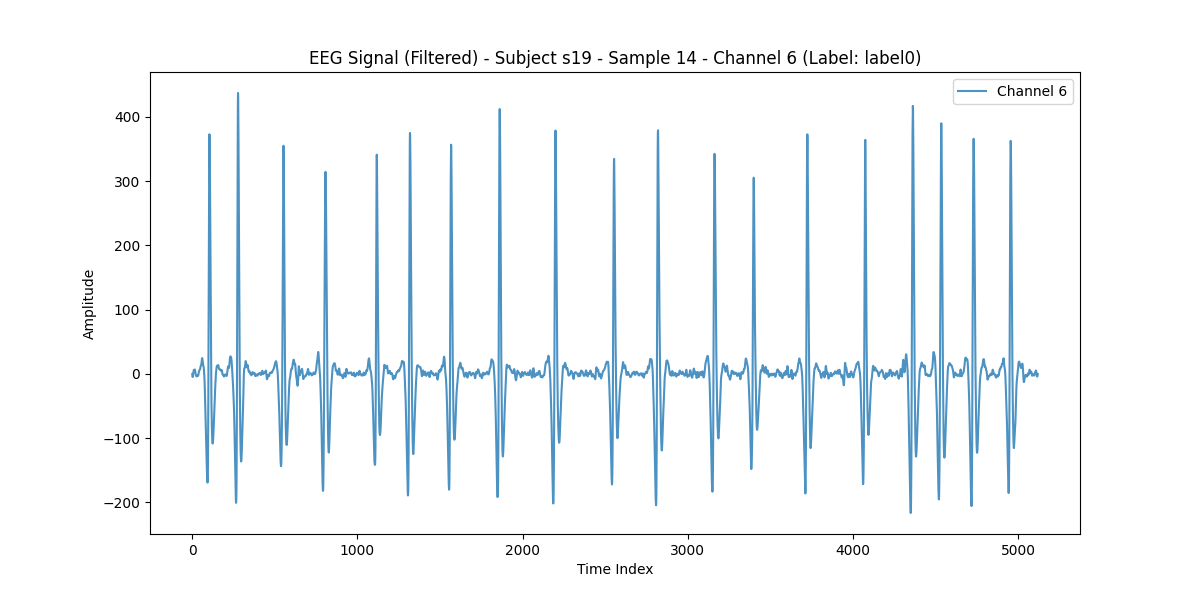 EEG Signal (Filtered) - Subject s19 - Sample 14 - Channel 6 (Label: label0)
Channel 6
400
300
200
100
0
−100
−200
Amplitude
0 1000 2000 3000 4000 5000
Time Index